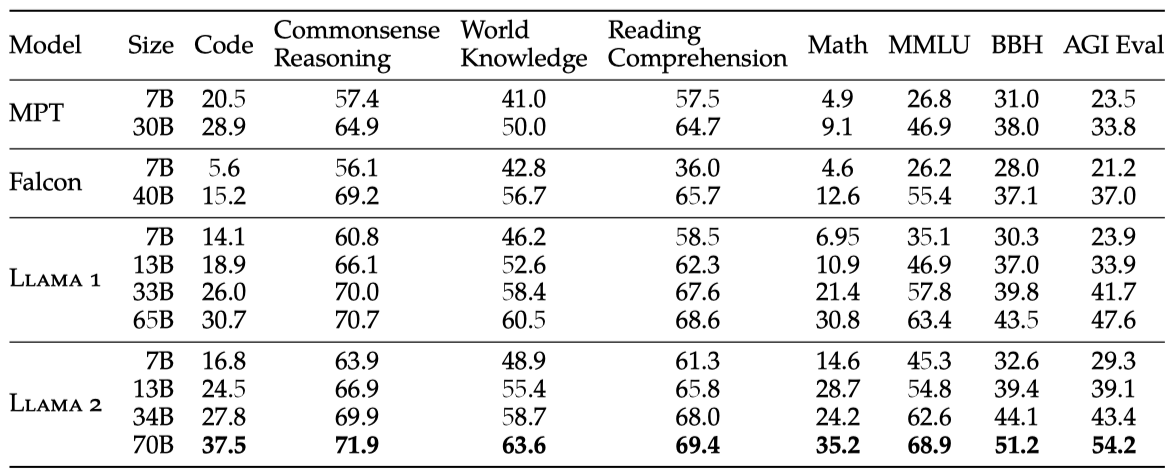 Model Size Code Commonsense Reasoning World Knowledge Reading Comprehension Math MMLU BBH AGI Eval
MPT 7B 20.5 57.4 41.0 57.5 4.9 26.8 31.0 23.5
30B 28.9 64.9 50.0 64.7 9.1 46.9 38.0 33.8
Falcon 7B 5.6 56.1 42.8 36.0 4.6 26.2 28.0 21.2
40B 15.2 69.2 56.7 65.7 12.6 55.4 37.1 37.0
LLAMA 1 7B 14.1 60.8 46.2 58.5 6.95 35.1 30.3 23.9
13B 18.9 66.1 52.6 62.3 10.9 46.9 37.0 33.9
33B 26.0 70.0 58.4 67.6 21.4 57.8 39.8 41.7
65B 30.7 70.7 60.5 68.6 30.8 63.4 43.5 47.6
LLAMA 2 7B 16.8 63.9 48.9 61.3 14.6 45.3 32.6 29.3
13B 24.5 66.9 55.4 65.8 28.7 54.8 39.4 39.1
34B 27.8 69.9 58.7 68.0 24.2 62.6 44.1 43.4
70B 37.5 71.9 63.6 69.4 35.2 68.9 51.2 54.2